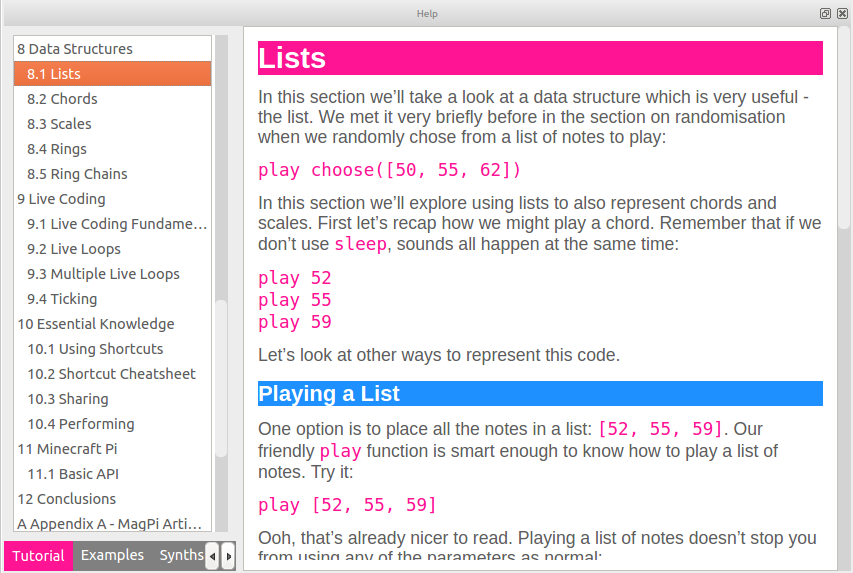 Help
8 Data Structures
8.1 Lists
8.2 Chords
8.3 Scales
8.4 Rings
8.5 Ring Chains
9 Live Coding
9.1 Live Coding Fundame...
9.2 Live Loops
9.3 Multiple Live Loops
9.4 Ticking
10 Essential Knowledge
10.1 Using Shortcuts
10.2 Shortcut Cheatsheet
10.3 Sharing
10.4 Performing
11 Minecraft Pi
11.1 Basic API
12 Conclusions
A Appendix A - MagPi Arti...
Tutorial
Examples
Synths
Lists
In this section we’ll take a look at a data structure which is very useful -
the list. We met it very briefly before in the section on randomisation
when we randomly chose from a list of notes to play:
play choose([50, 55, 62])
In this section we’ll explore using lists to also represent chords and
scales. First let’s recap how we might play a chord. Remember that if we
don’t use sleep, sounds all happen at the same time:
play 52
play 55
play 59
Let’s look at other ways to represent this code.
Playing a List
One option is to place all the notes in a list: [52, 55, 59]. Our
friendly play function is smart enough to know how to play a list of
notes. Try it:
play [52, 55, 59]
Ooh, that’s already nicer to read. Playing a list of notes doesn’t stop you
from using any of the parameters as normal: